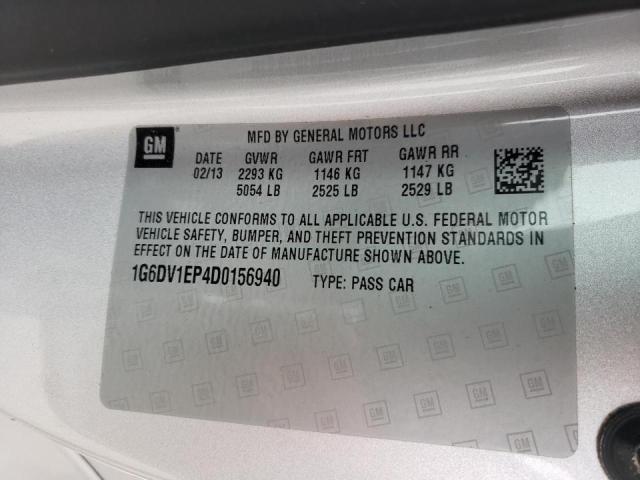 GM
MFD BY GENERAL MOTORS LLC
DATE GVWR GAWR FRT GAWR RR
02/13 2293 KG 1146 KG 1147 KG
5054 LB 2525 LB 2529 LB
THIS VEHICLE CONFORMS TO ALL APPLICABLE U.S. FEDERAL MOTOR
VEHICLE SAFETY, BUMPER, AND THEFT PREVENTION STANDARDS IN
EFFECT ON THE DATE OF MANUFACTURE SHOWN ABOVE.
1G6DV1EP4D0156940 TYPE: PASS CAR